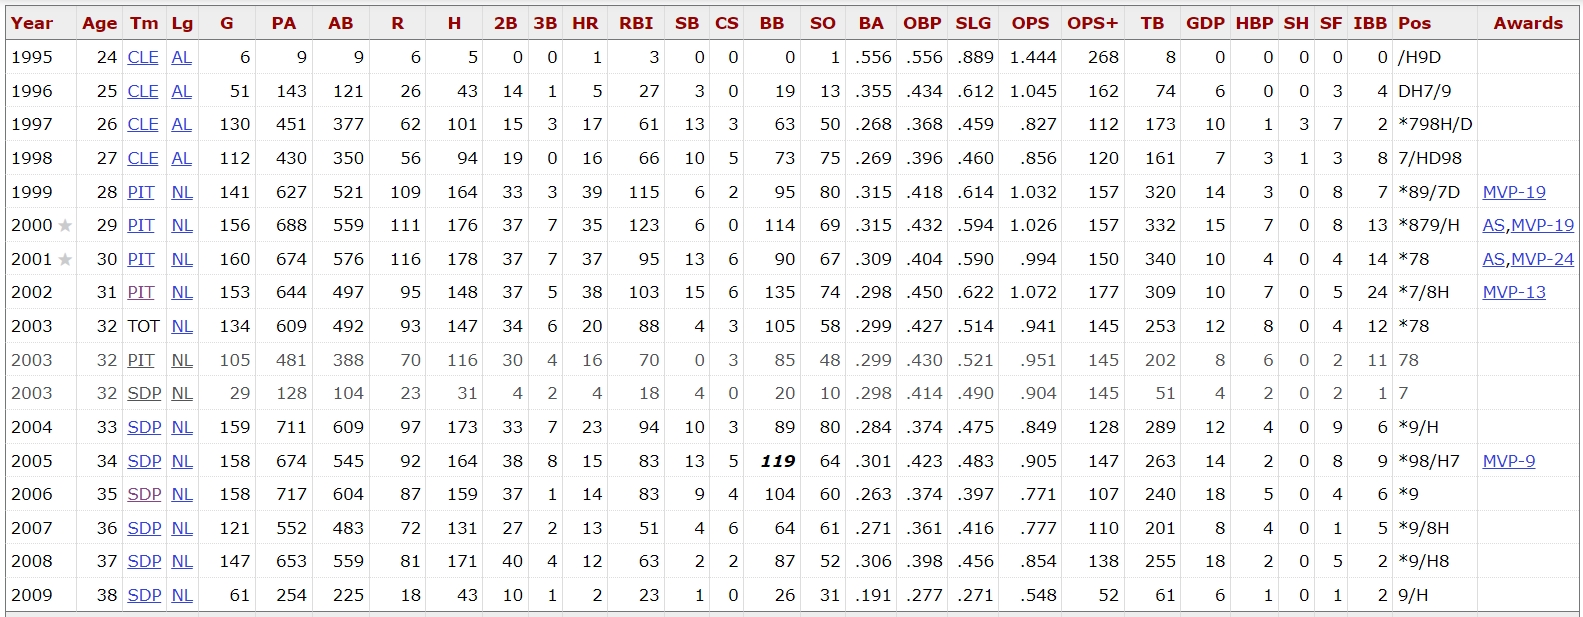 Year Age Tm Lg G PA AB R H 2B 3B HR RBI SB CS BB SO BA OBP SLG OPS OPS+ TB GDP HBP SH SF IBB Pos Awards
1995 24 CLE AL 6 9 9 6 5 0 0 1 3 0 0 0 1 .556 .556 .889 1.444 268 8 0 0 0 0 0 /H9D
1996 25 CLE AL 51 143 121 26 43 14 1 5 27 3 0 19 13 .355 .434 .612 1.045 162 74 6 0 0 3 4 DH7/9
1997 26 CLE AL 130 451 377 62 101 15 3 17 61 13 3 63 50 .268 .368 .459 .827 112 173 10 1 3 7 2 *798H/D
1998 27 CLE AL 112 430 350 56 94 19 0 16 66 10 5 73 75 .269 .396 .460 .856 120 161 7 3 1 3 8 7/HD98
1999 28 PIT NL 141 627 521 109 164 33 3 39 115 6 2 95 80 .315 .418 .614 1.032 157 320 14 3 0 8 7 *89/7D MVP-19
2000 ★ 29 PIT NL 156 688 559 111 176 37 7 35 123 6 0 114 69 .315 .432 .594 1.026 157 332 15 7 0 8 13 *879/H AS,MVP-19
2001 ★ 30 PIT NL 160 674 576 116 178 37 7 37 95 13 6 90 67 .309 .404 .590 .994 150 340 10 4 0 4 14 *78 AS,MVP-24
2002 31 PIT NL 153 644 497 95 148 37 5 38 103 15 6 135 74 .298 .450 .622 1.072 177 309 10 7 0 5 24 *7/8H MVP-13
2003 32 TOT NL 134 609 492 93 147 34 6 20 88 4 3 105 58 .299 .427 .514 .941 145 253 12 8 0 4 12 *78
2003 32 PIT NL 105 481 388 70 116 30 4 16 70 0 3 85 48 .299 .430 .521 .951 145 202 8 6 0 2 11 78
2003 32 SDP NL 29 128 104 23 31 4 2 4 18 4 0 20 10 .298 .414 .490 .904 145 51 4 2 0 2 1 7
2004 33 SDP NL 159 711 609 97 173 33 7 23 94 10 3 89 80 .284 .374 .475 .849 128 289 12 4 0 9 6 *9/H
2005 34 SDP NL 158 674 545 92 164 38 8 15 83 13 5 119 64 .301 .423 .483 .905 147 263 14 2 0 8 9 *98/H7 MVP-9
2006 35 SDP NL 158 717 604 87 159 37 1 14 83 9 4 104 60 .263 .374 .397 .771 107 240 18 5 0 4 6 *9
2007 36 SDP NL 121 552 483 72 131 27 2 13 51 4 6 64 61 .271 .361 .416 .777 110 201 8 4 0 1 5 *9/8H
2008 37 SDP NL 147 653 559 81 171 40 4 12 63 2 2 87 52 .306 .398 .456 .854 138 255 18 2 0 5 2 *9/H8
2009 38 SDP NL 61 254 225 18 43 10 1 2 23 1 0 26 31 .191 .277 .271 .548 52 61 6 1 0 1 2 9/H